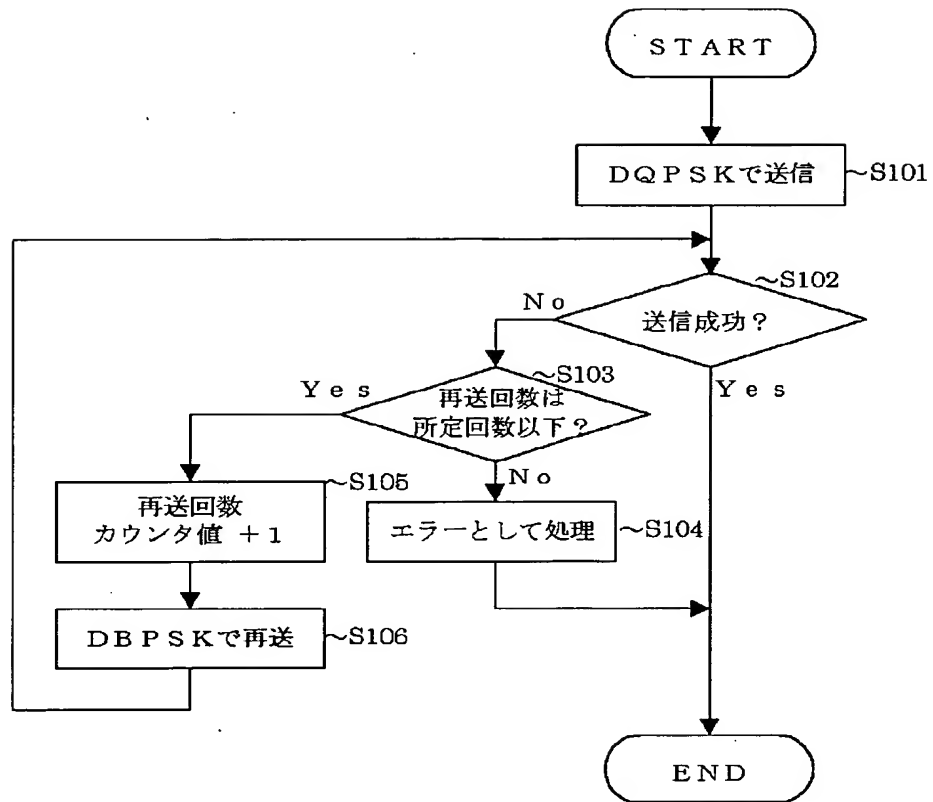 START
DQPSKで送信
~S101
~S102
送信成功？
No
Yes
~S103
再送回数は
所定回数以下？
Yes
No
~S105
再送回数
カウンタ値 +1
エラーとして処理
~S104
DBPSKで再送
~S106
END